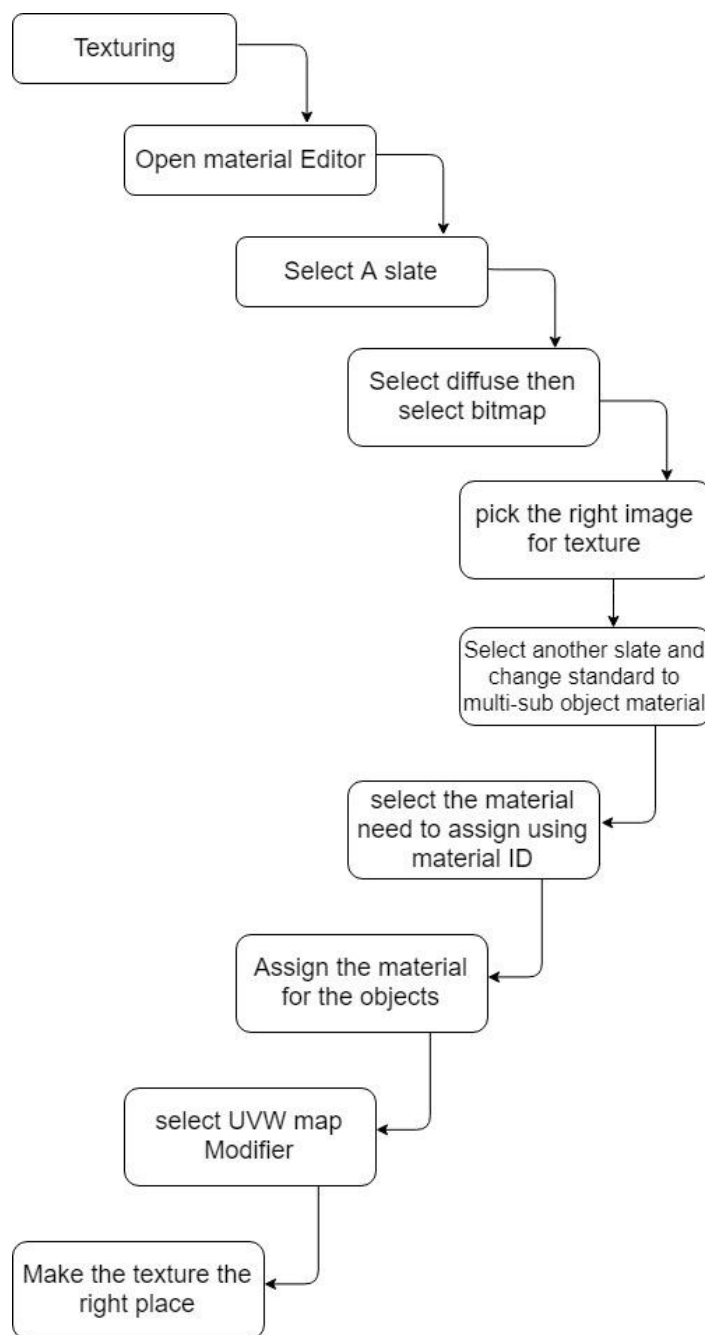 Texturing
Open material Editor
Select A slate
Select diffuse then
select bitmap
pick the right image
for texture
Select another slate and
change standard to
multi-sub object material
select the material
need to assign using
material ID
Assign the material
for the objects
select UVW map
Modifier
Make the texture the
right place